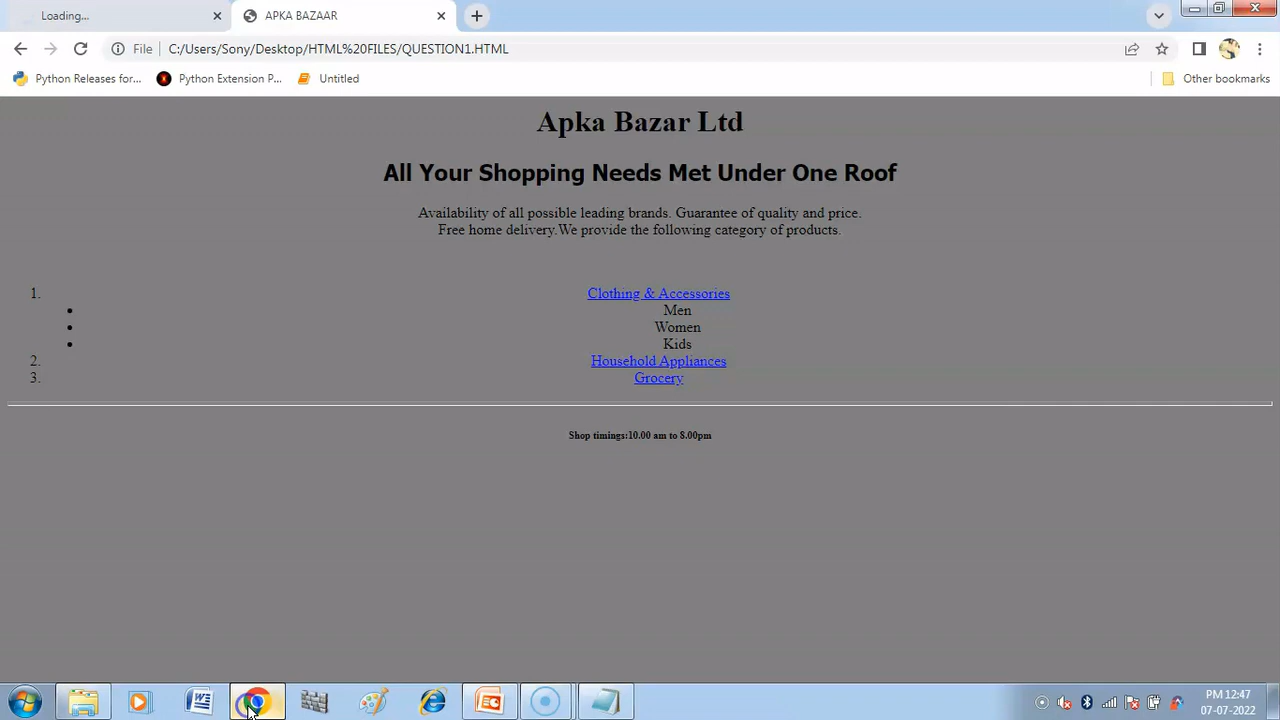 Loading...
APKA BAZAAR
File
C:/Users/Sony/Desktop/HTML%20FILES/QUESTION1.HTML
Python Releases for...
Python Extension P...
Untitled
Other bookmarks
Apka Bazar Ltd
All Your Shopping Needs Met Under One Roof
Availability of all possible leading brands. Guarantee of quality and price.
Free home delivery.We provide the following category of products.
1. Clothing & Accessories
• Men
• Women
• Kids
2. Household Appliances
3. Grocery
Shop timings:10.00 am to 8.00pm
PM 12:47
07-07-2022